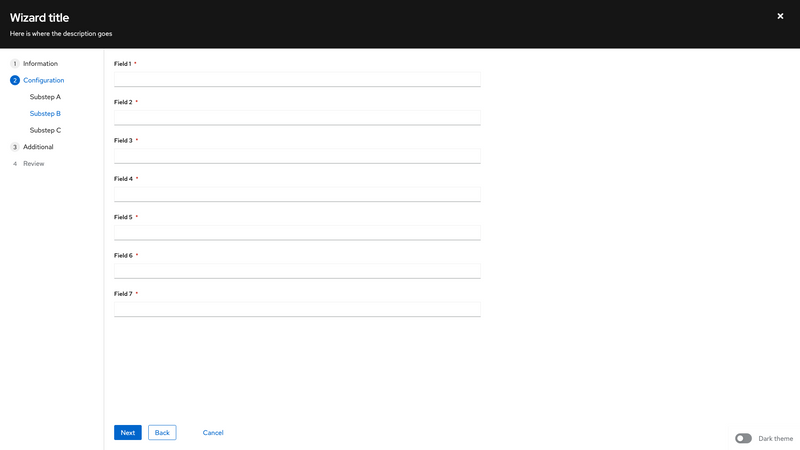 Wizard title
Here is where the description goes
1 Information
2 Configuration
Substep A
Substep B
Substep C
3 Additional
4 Review
Field 1 *
Field 2 *
Field 3 *
Field 4 *
Field 5 *
Field 6 *
Field 7 *
Next Back Cancel
Dark theme